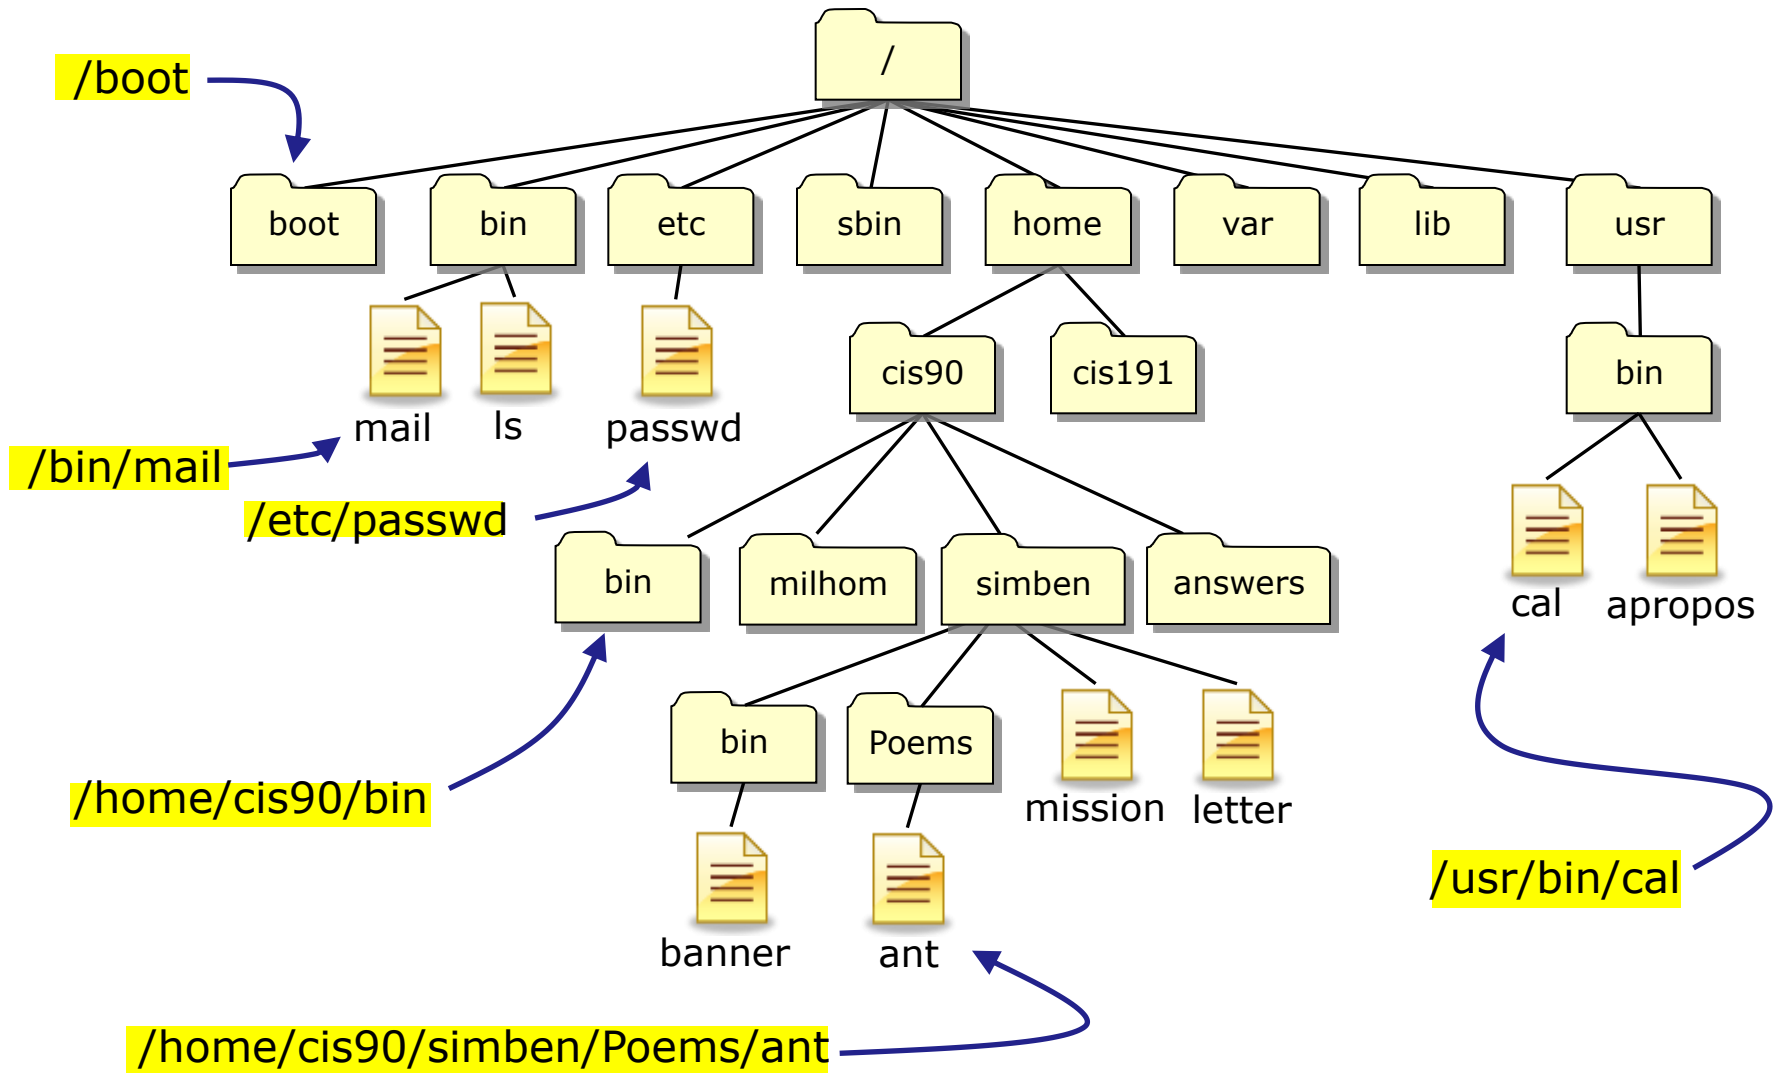 /
/boot
boot
bin
etc
sbin
home
var
lib
usr
cis90
cis191
bin
mail
ls
passwd
/bin/mail
/etc/passwd
bin
milhom
simben
answers
cal
apropos
bin
Poems
mission
letter
/home/cis90/bin
/usr/bin/cal
banner
ant
/home/cis90/simben/Poems/ant